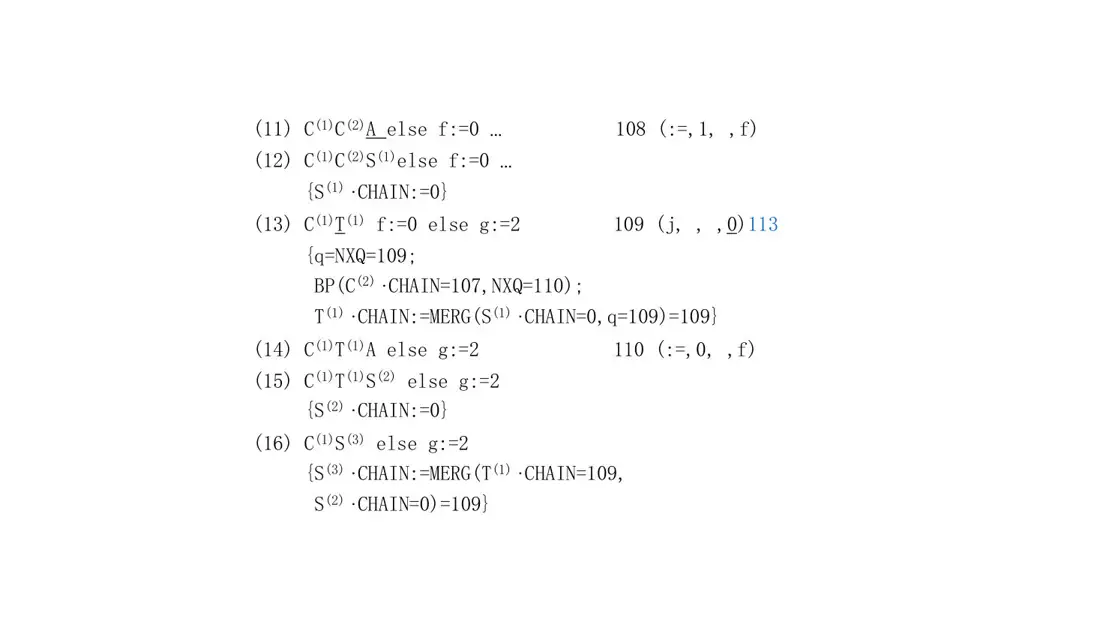 (11) C⁽¹⁾C⁽²⁾A else f:=0 … 108 (:=,1, ,f)
(12) C⁽¹⁾C⁽²⁾S⁽¹⁾else f:=0 …
{S⁽¹⁾·CHAIN:=0}
(13) C⁽¹⁾T⁽¹⁾ f:=0 else g:=2 109 (j, , ,0)113
{q=NXQ=109;
BP(C⁽²⁾·CHAIN=107,NXQ=110);
T⁽¹⁾·CHAIN:=MERG(S⁽¹⁾·CHAIN=0,q=109)=109}
(14) C⁽¹⁾T⁽¹⁾A else g:=2 110 (:=,0, ,f)
(15) C⁽¹⁾T⁽¹⁾S⁽²⁾ else g:=2
{S⁽²⁾·CHAIN:=0}
(16) C⁽¹⁾S⁽³⁾ else g:=2
{S⁽³⁾·CHAIN:=MERG(T⁽¹⁾·CHAIN=109,
S⁽²⁾·CHAIN=0)=109}